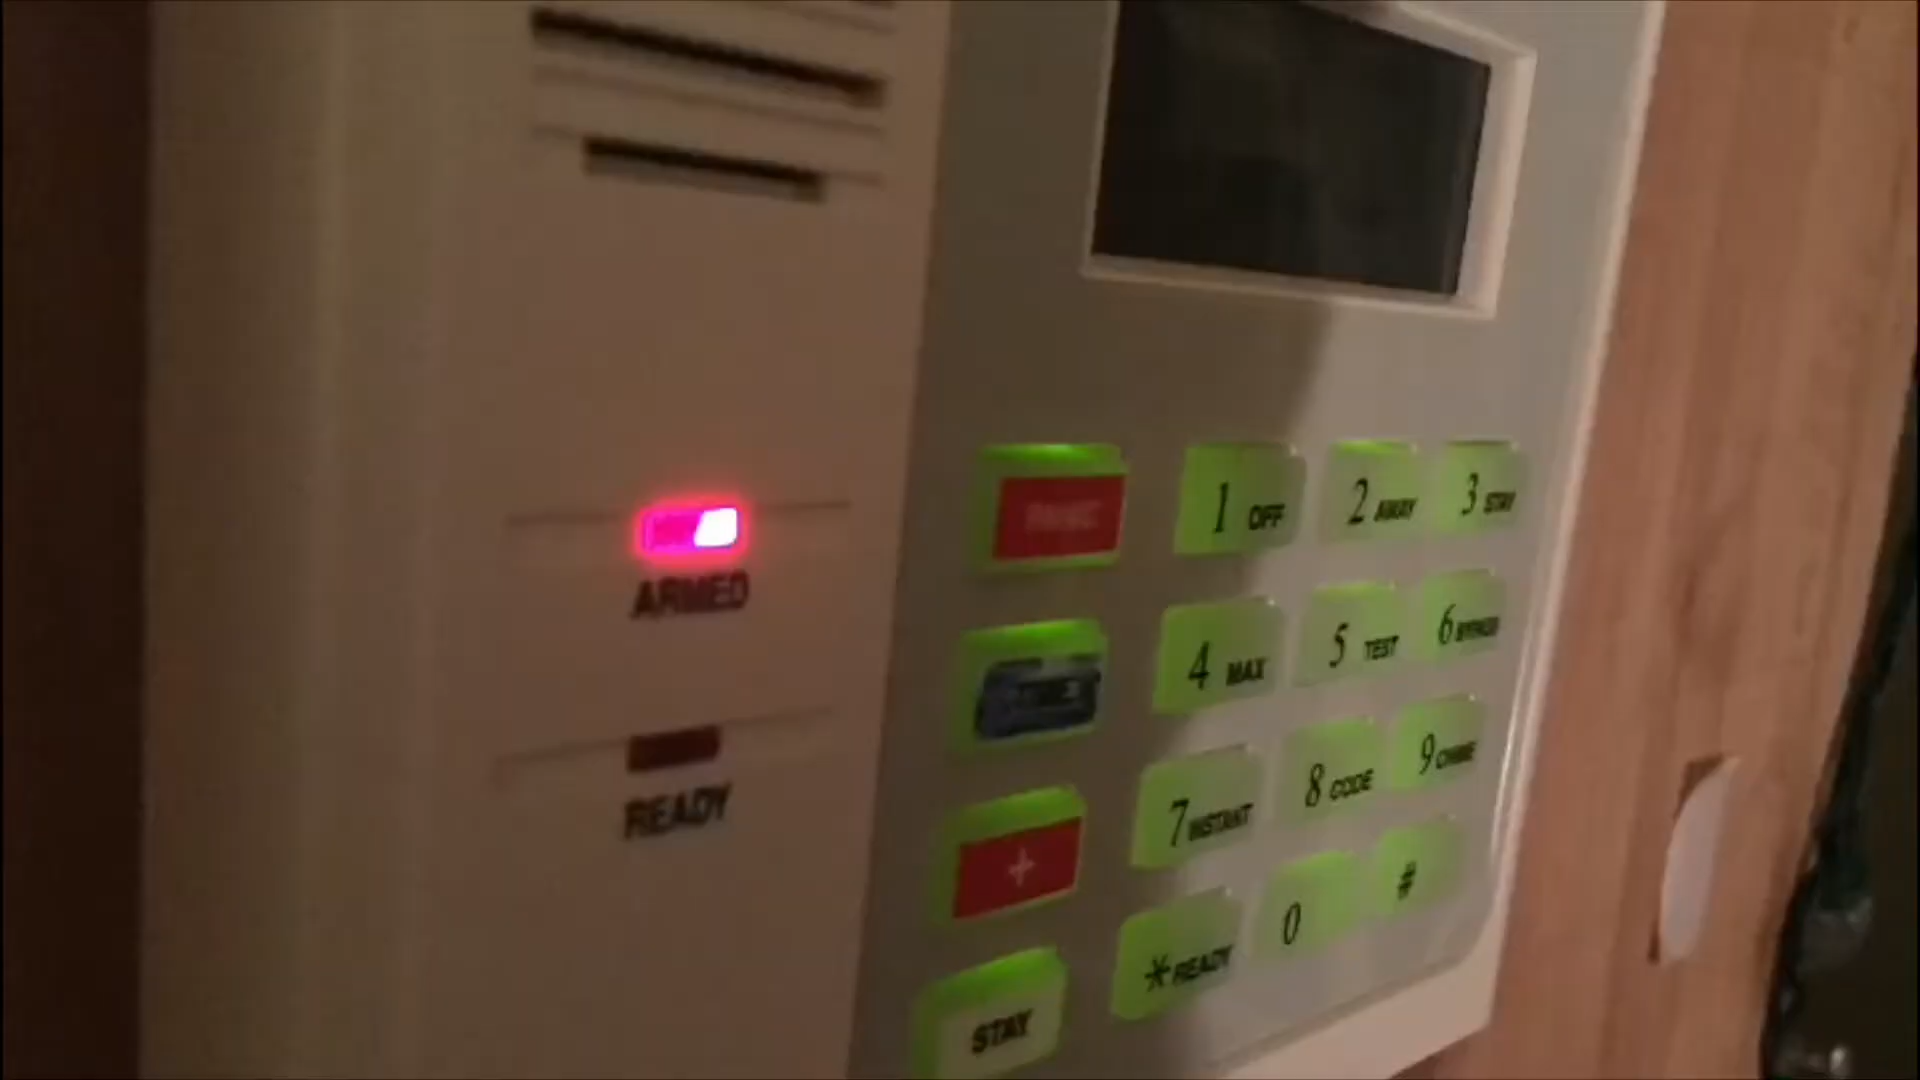 ARMED
READY
PANIC
1 OFF
2 AWAY
3 STAY
4 MAX
5 TEST
6 BYPASS
7 INSTANT
8 CODE
9 CHIME
+
* READY
0
#
STAY